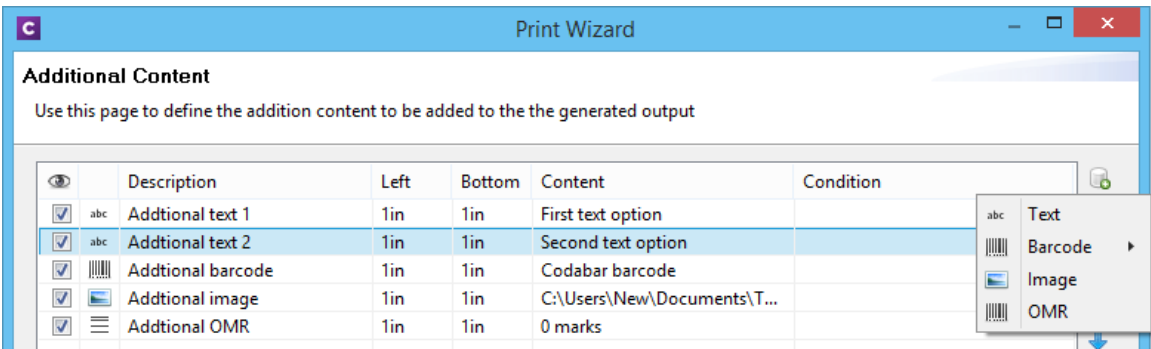 C Print Wizard
Additional Content
Use this page to define the addition content to be added to the the generated output
Description Left Bottom Content Condition
abc Addtional text 1 1in 1in First text option
abc Addtional text 2 1in 1in Second text option
Addtional barcode 1in 1in Codabar barcode
Addtional image 1in 1in C:\Users\New\Documents\T...
Addtional OMR 1in 1in 0 marks
abc Text
Barcode
Image
OMR